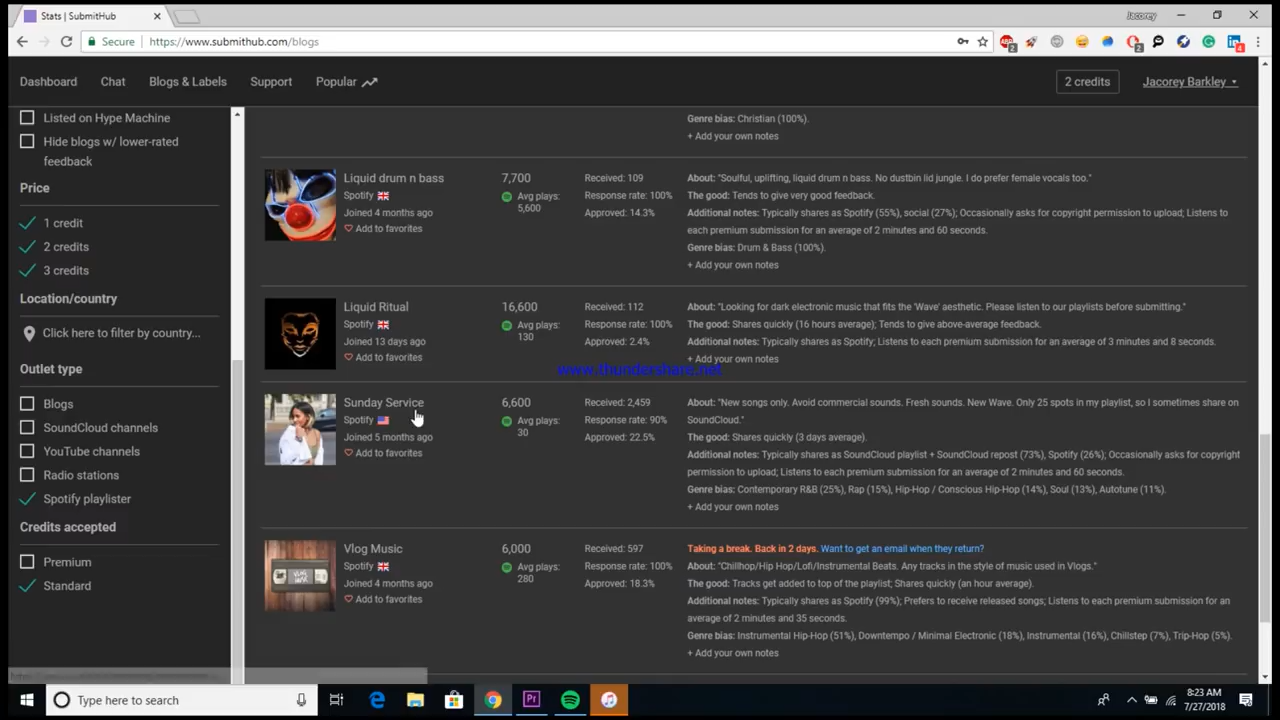 Stats | SubmitHub
Jacorey
Secure
https://www.submithub.com/blogs
Dashboard
Chat
Blogs & Labels
Support
Popular
2 credits
Jacorey Barkley
Listed on Hype Machine
Hide blogs w/ lower-rated
feedback
Price
1 credit
2 credits
3 credits
Location/country
Click here to filter by country...
Outlet type
Blogs
SoundCloud channels
YouTube channels
Radio stations
Spotify playlister
Credits accepted
Premium
Standard
Genre bias: Christian (100%).
+ Add your own notes
Liquid drum n bass
Spotify
Joined 4 months ago
Add to favorites
7,700
Avg plays:
5,600
Received: 109
Response rate: 100%
Approved: 14.3%
About: "Soulful, uplifting, liquid drum n bass. No dustbin lid jungle. I do prefer female vocals too."
The good: Tends to give very good feedback.
Additional notes: Typically shares as Spotify (55%), social (27%); Occasionally asks for copyright permission to upload; Listens to
each premium submission for an average of 2 minutes and 60 seconds.
Genre bias: Drum & Bass (100%).
+ Add your own notes
Liquid Ritual
Spotify
Joined 13 days ago
Add to favorites
16,600
Avg plays:
130
Received: 112
Response rate: 100%
Approved: 2.4%
About: "Looking for dark electronic music that fits the 'Wave' aesthetic. Please listen to our playlists before submitting."
The good: Shares quickly (16 hours average); Tends to give above-average feedback.
Additional notes: Typically shares as Spotify; Listens to each premium submission for an average of 3 minutes and 8 seconds.
+ Add your own notes
www.thundershare.net
Sunday Service
Spotify
Joined 5 months ago
Add to favorites
6,600
Avg plays:
30
Received: 2,459
Response rate: 90%
Approved: 22.5%
About: "New songs only. Avoid commercial sounds. Fresh sounds. New Wave. Only 25 spots in my playlist, so I sometimes share on
SoundCloud."
The good: Shares quickly (3 days average).
Additional notes: Typically shares as SoundCloud playlist + SoundCloud repost (73%), Spotify (26%); Occasionally asks for copyright
permission to upload; Listens to each premium submission for an average of 2 minutes and 60 seconds.
Genre bias: Contemporary R&B (25%), Rap (15%), Hip-Hop / Conscious Hip-Hop (14%), Soul (13%), Autotune (11%).
+ Add your own notes
Vlog Music
Spotify
Joined 4 months ago
Add to favorites
6,000
Avg plays:
280
Received: 597
Response rate: 100%
Approved: 18.3%
Taking a break. Back in 2 days. Want to get an email when they return?
About: "Chillhop/Hip Hop/Lofi/Instrumental Beats. Any tracks in the style of music used in Vlogs."
The good: Tracks get added to top of the playlist; Shares quickly (an hour average).
Additional notes: Typically shares as Spotify (99%); Prefers to receive released songs; Listens to each premium submission for an
average of 2 minutes and 35 seconds.
Genre bias: Instrumental Hip-Hop (51%), Downtempo / Minimal Electronic (18%), Instrumental (16%), Chillstep (7%), Trip-Hop (5%).
+ Add your own notes
Type here to search
8:23 AM
7/27/2018